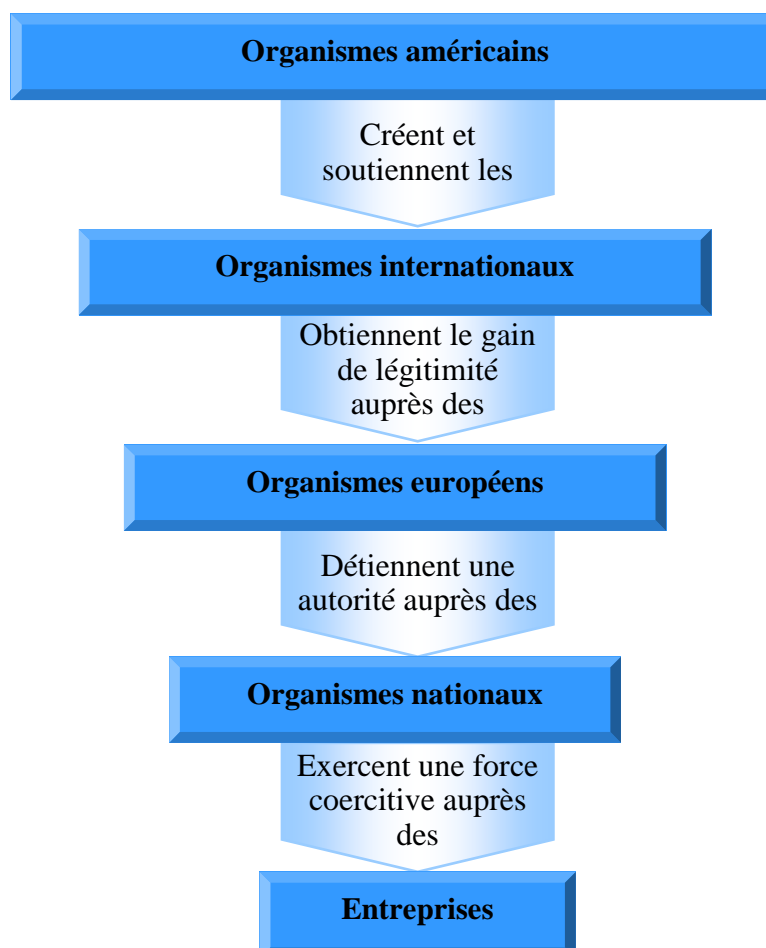 Organismes américains
Créent et
soutiennent les
Organismes internationaux
Obtiennent le gain
de légitimité
auprès des
Organismes européens
Détiennent une
autorité auprès des
Organismes nationaux
Exercent une force
coercitive auprès
des
Entreprises